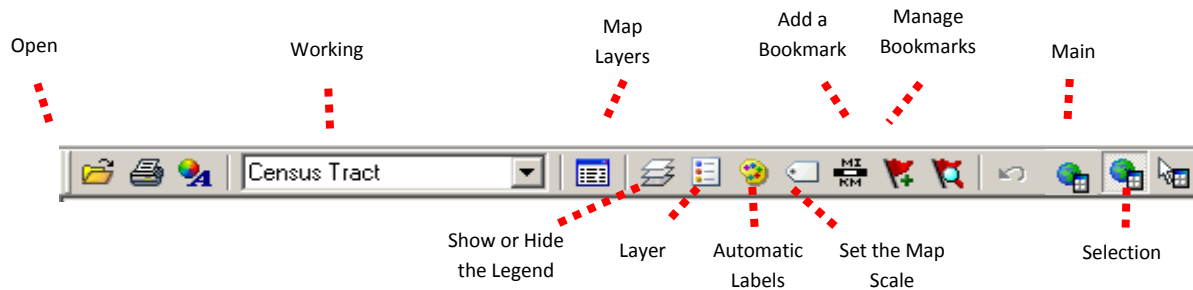 Open
Working
Map
Layers
Add a
Bookmark
Manage
Bookmarks
Main
A
Census Tract
MI
KM
Show or Hide
the Legend
Layer
Automatic
Labels
Set the Map
Scale
Selection